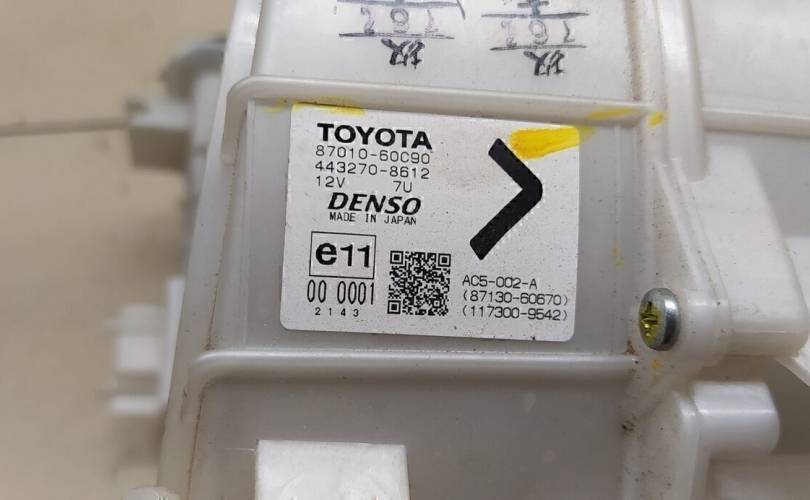 TOYOTA
87010-60C90
443270-8612
12V 7U
DENSO
MADE IN JAPAN
e11
00 0001
2143
AC5-002-A
(87130-60670)
(117300-9542)